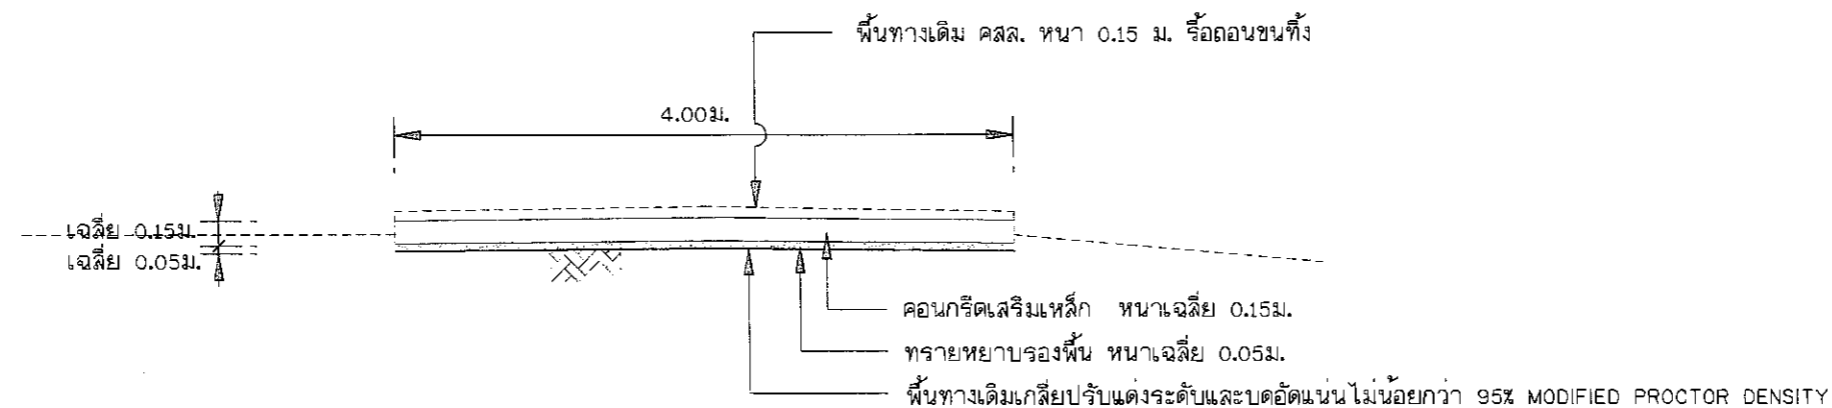 พื้นทางเดิม คสล. หนา 0.15 ม. รื้อถอนขนทิ้ง
4.00ม.
เฉลี่ย 0.15ม.
เฉลี่ย 0.05ม.
คอนกรีตเสริมเหล็ก หนาเฉลี่ย 0.15ม.
ทรายหยาบรองพื้น หนาเฉลี่ย 0.05ม.
พื้นทางเดิมเกลี่ยปรับแต่งระดับและบดอัดแน่นไม่น้อยกว่า 95% MODIFIED PROCTOR DENSITY